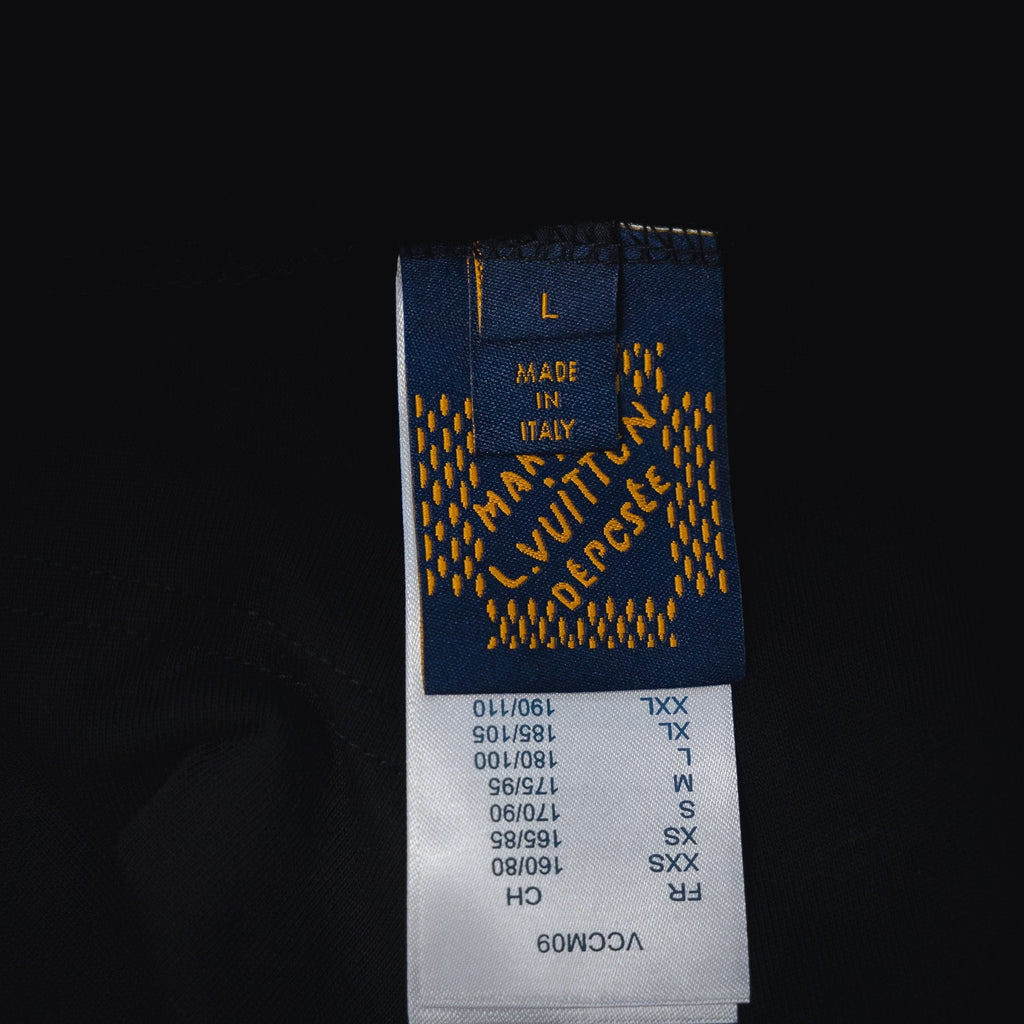 L
MADE
IN
ITALY
MAR
L.VUITTON
DÉPOSÉE
VCCM09
FR CH
XXS 160/80
XS 165/85
S 170/90
M 175/95
L 180/100
XL 185/105
XXL 190/110